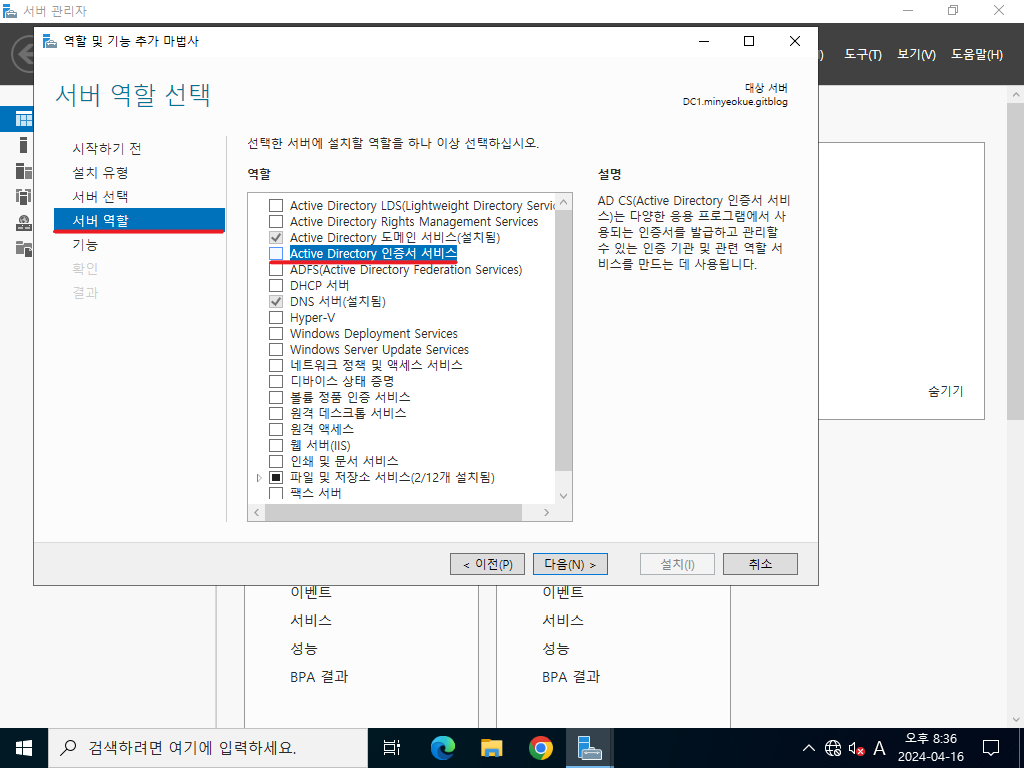 서버 관리자
역할 및 기능 추가 마법사
도구(T) 보기(V) 도움말(H)
서버 역할 선택
대상 서버
DC1.minyeokue.gitblog
시작하기 전
설치 유형
서버 선택
서버 역할
기능
확인
결과
선택한 서버에 설치할 역할을 하나 이상 선택하십시오.
역할
Active Directory LDS(Lightweight Directory Servic
Active Directory Rights Management Services
Active Directory 도메인 서비스(설치됨)
Active Directory 인증서 서비스
ADFS(Active Directory Federation Services)
DHCP 서버
DNS 서버(설치됨)
Hyper-V
Windows Deployment Services
Windows Server Update Services
네트워크 정책 및 액세스 서비스
디바이스 상태 증명
볼륨 정품 인증 서비스
원격 데스크톱 서비스
원격 액세스
웹 서버(IIS)
인쇄 및 문서 서비스
파일 및 저장소 서비스(2/12개 설치됨)
팩스 서버
설명
AD CS(Active Directory 인증서 서비
스)는 다양한 응용 프로그램에서 사
용되는 인증서를 발급하고 관리할
수 있는 인증 기관 및 관련 역할 서
비스를 만드는 데 사용됩니다.
숨기기
< 이전(P) 다음(N) > 설치(I) 취소
이벤트
서비스
성능
BPA 결과
이벤트
서비스
성능
BPA 결과
검색하려면 여기에 입력하세요.
A
오후 8:36
2024-04-16